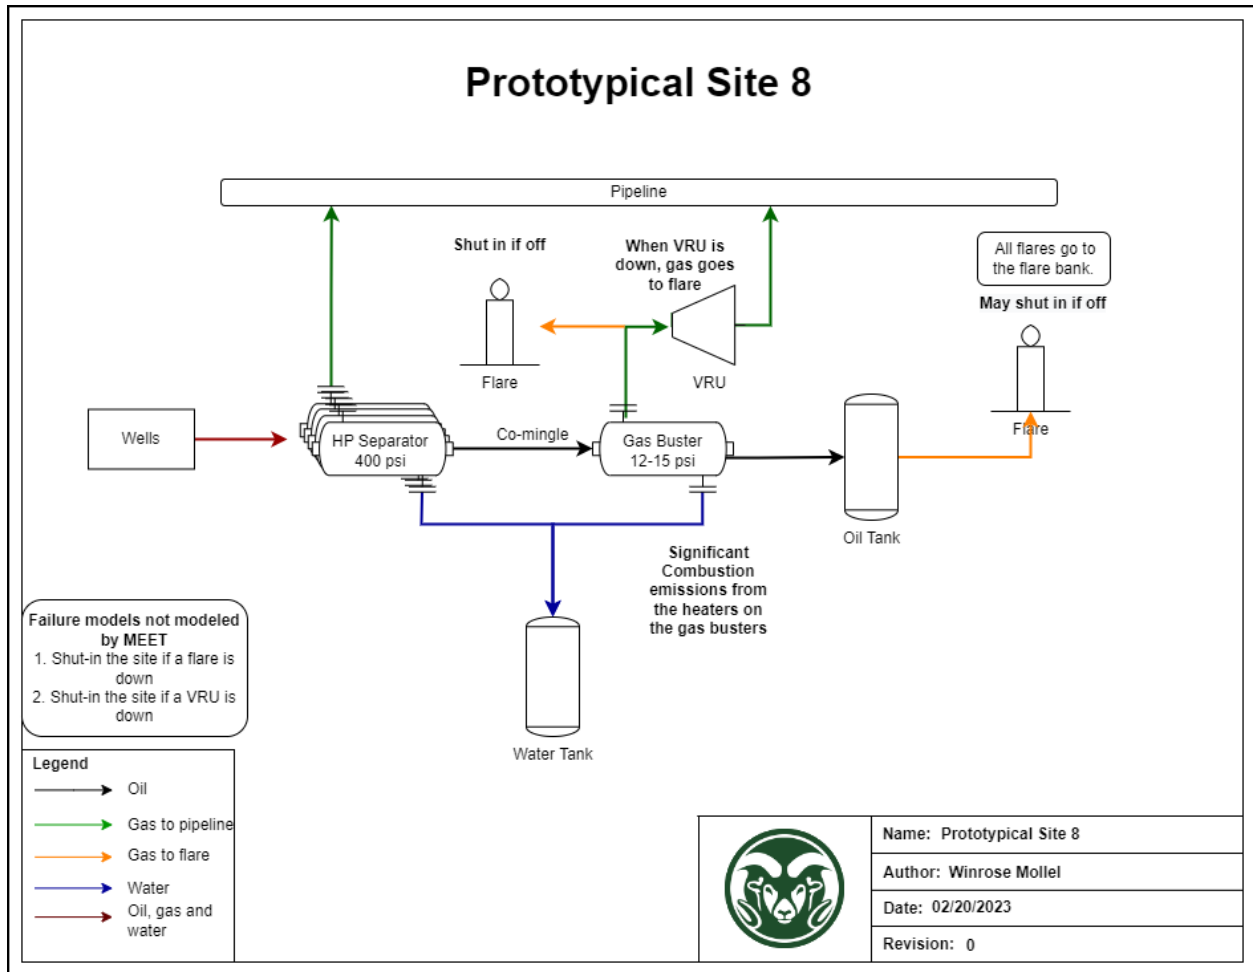 Prototypical Site 8
Pipeline
Shut in if off
When VRU is
down, gas goes
to flare
All flares go to
the flare bank.
May shut in if off
Flare
VRU
Flare
Wells
HP Separator
400 psi
Co-mingle
Gas Buster
12-15 psi
Oil Tank
Significant
Combustion
emissions from
the heaters on
the gas busters
Water Tank
Failure models not modeled
by MEET
1. Shut-in the site if a flare is
down
2. Shut-in the site if a VRU is
down
Legend
Oil
Gas to pipeline
Gas to flare
Water
Oil, gas and
water
Name: Prototypical Site 8
Author: Winrose Mollel
Date: 02/20/2023
Revision: 0